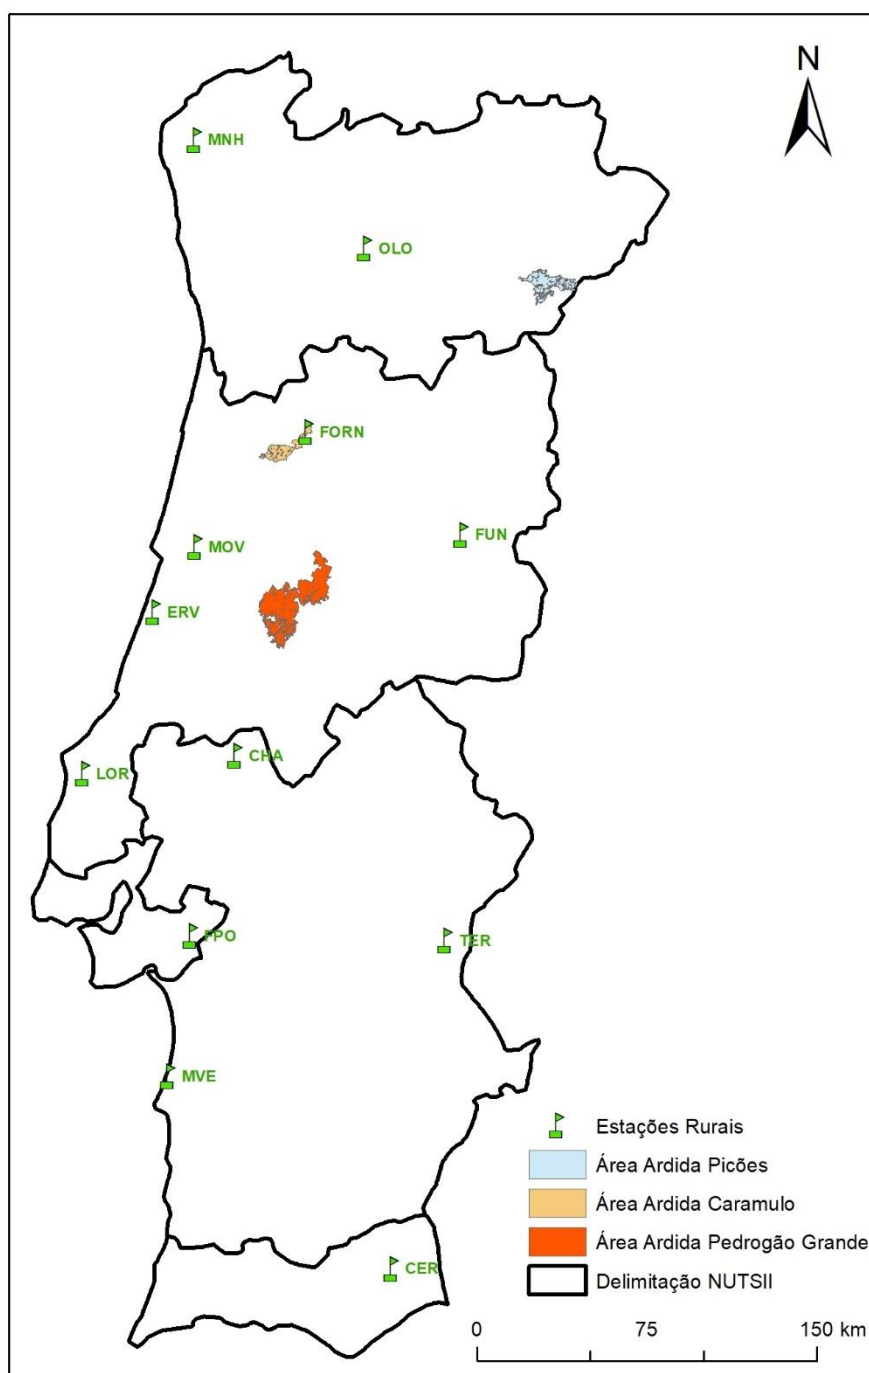 N
MNH
OLO
FORN
FUN
MOV
ERV
CHA
LOR
FPO
TER
MVE
CER
Estações Rurais
Área Ardida Picões
Área Ardida Caramulo
Área Ardida Pedrogão Grande
Delimitação NUTSII
0 75 150 km